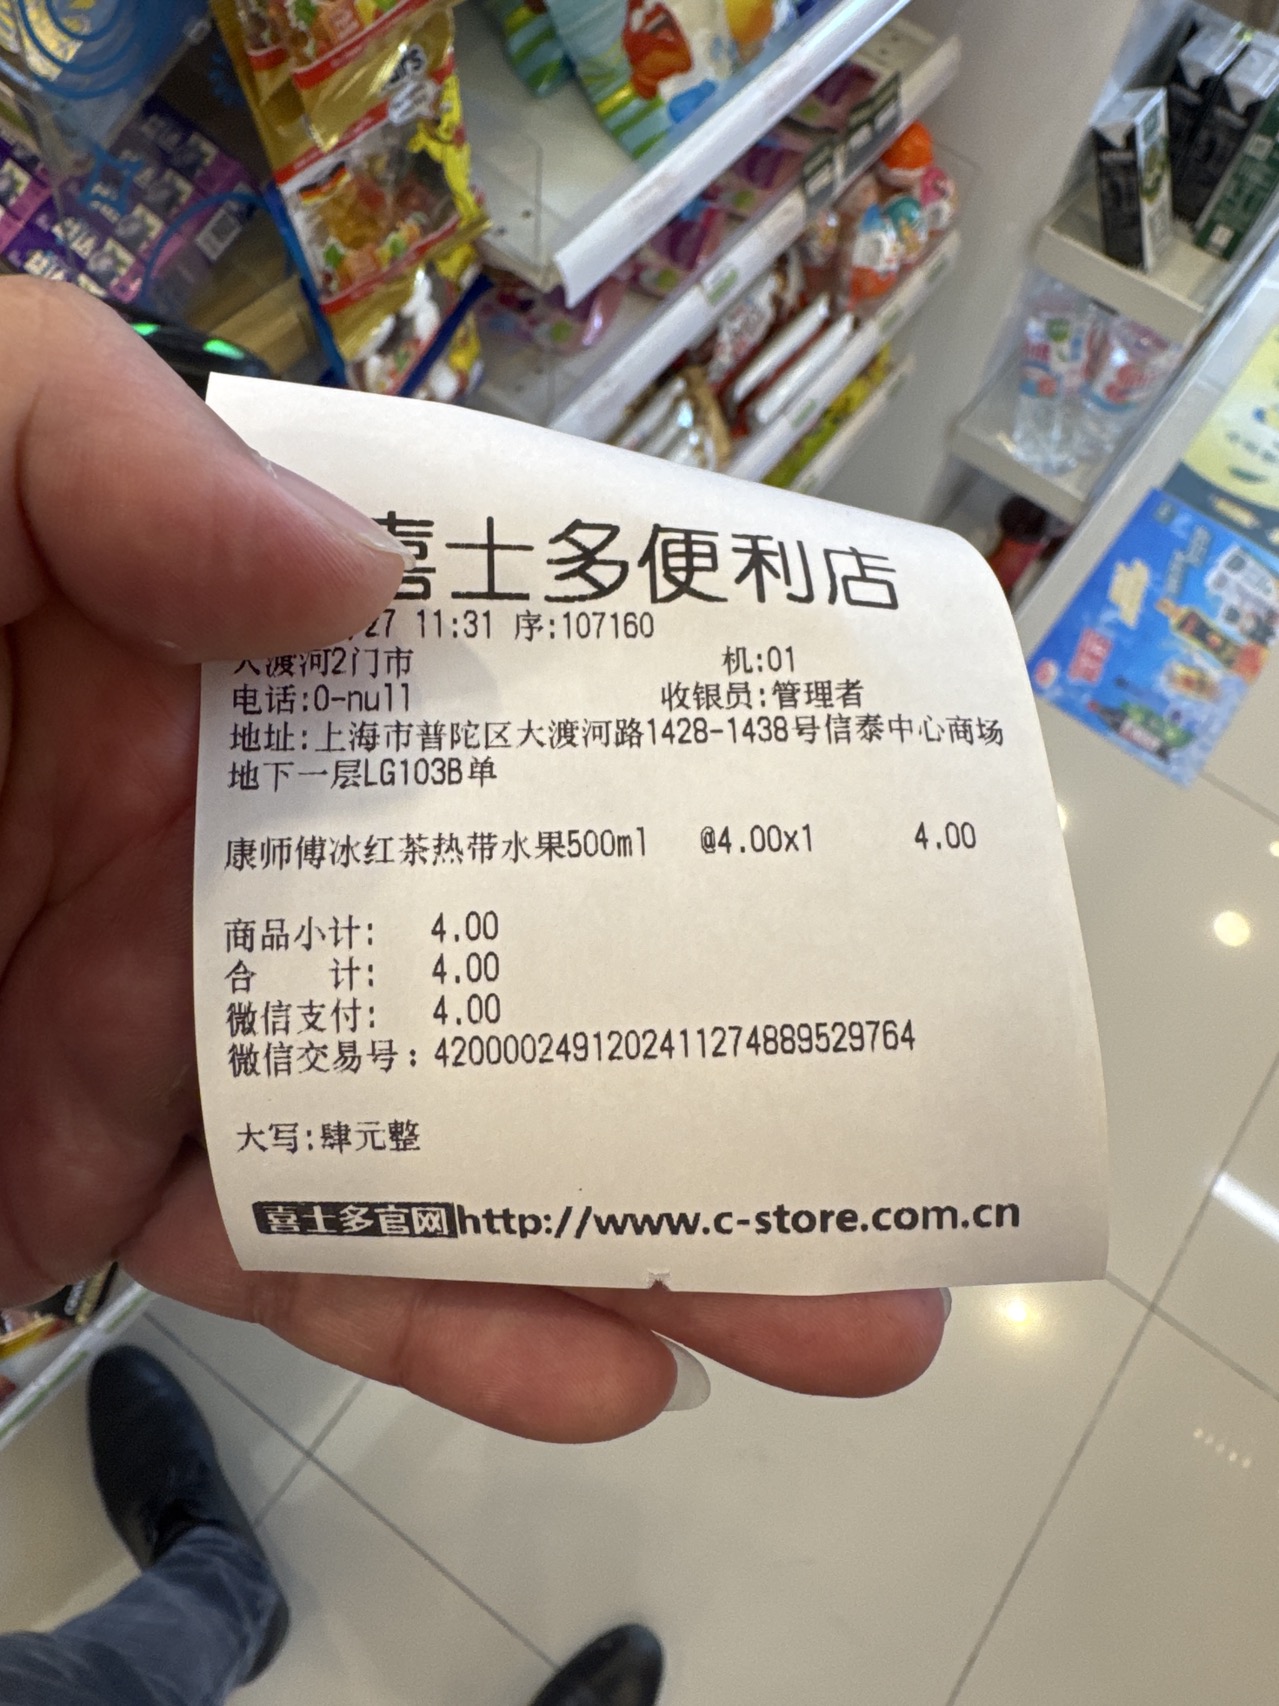 喜士多便利店
/27 11:31 序:107160
大渡河2门市 机:01
电话:0-null 收银员:管理者
地址:上海市普陀区大渡河路1428-1438号信泰中心商场
地下一层LG103B单
康师傅冰红茶热带水果500ml @4.00x1 4.00
商品小计: 4.00
合 计: 4.00
微信支付: 4.00
微信交易号:4200002491202411274889529764
大写:肆元整
喜士多官网http://www.c-store.com.cn